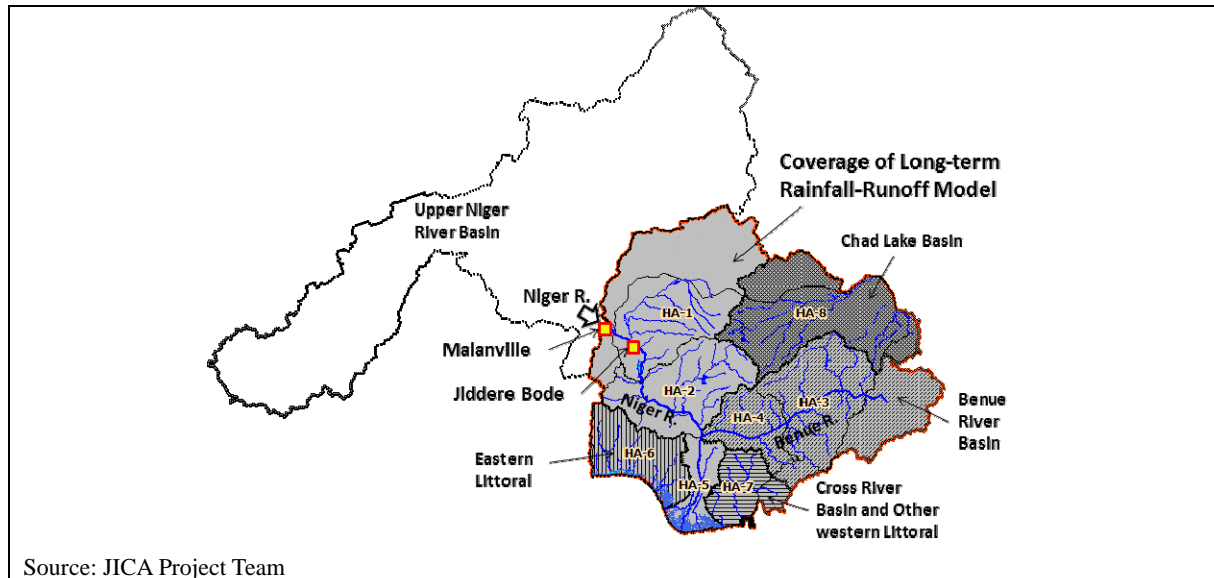 Coverage of Long-term
Rainfall-Runoff Model
Upper Niger
River Basin
Chad Lake Basin
Niger R.
HA-1
HA-8
Malanville
Jiddere Bode
HA-2
HA-3
Niger R.
HA-4
Benue R.
Benue
River
Basin
Eastern
Littoral
HA-6
HA-5
HA-7
Cross River
Basin and Other
western Littoral
Source: JICA Project Team